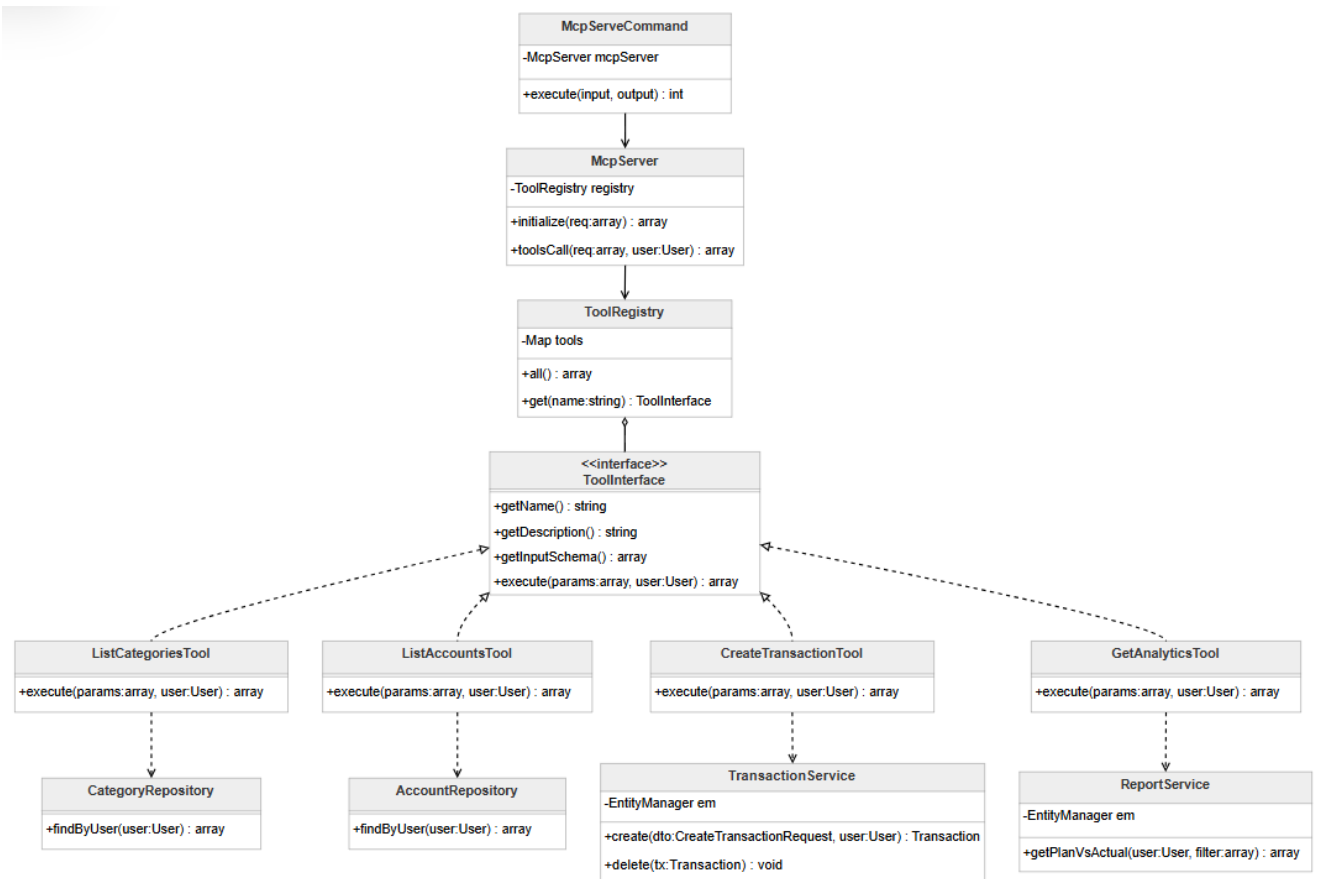 McpServeCommand
-McpServer mcpServer
+execute(input, output) : int
McpServer
-ToolRegistry registry
+initialize(req:array) : array
+toolsCall(req:array, user:User) : array
ToolRegistry
-Map tools
+all() : array
+get(name:string) : ToolInterface
<<interface>>
ToolInterface
+getName() : string
+getDescription() : string
+getInputSchema() : array
+execute(params:array, user:User) : array
ListCategoriesTool
+execute(params:array, user:User) : array
ListAccountsTool
+execute(params:array, user:User) : array
CreateTransactionTool
+execute(params:array, user:User) : array
GetAnalyticsTool
+execute(params:array, user:User) : array
CategoryRepository
+findByUser(user:User) : array
AccountRepository
+findByUser(user:User) : array
TransactionService
-EntityManager em
+create(dto:CreateTransactionRequest, user:User) : Transaction
+delete(tx:Transaction) : void
ReportService
-EntityManager em
+getPlanVsActual(user:User, filter:array) : array